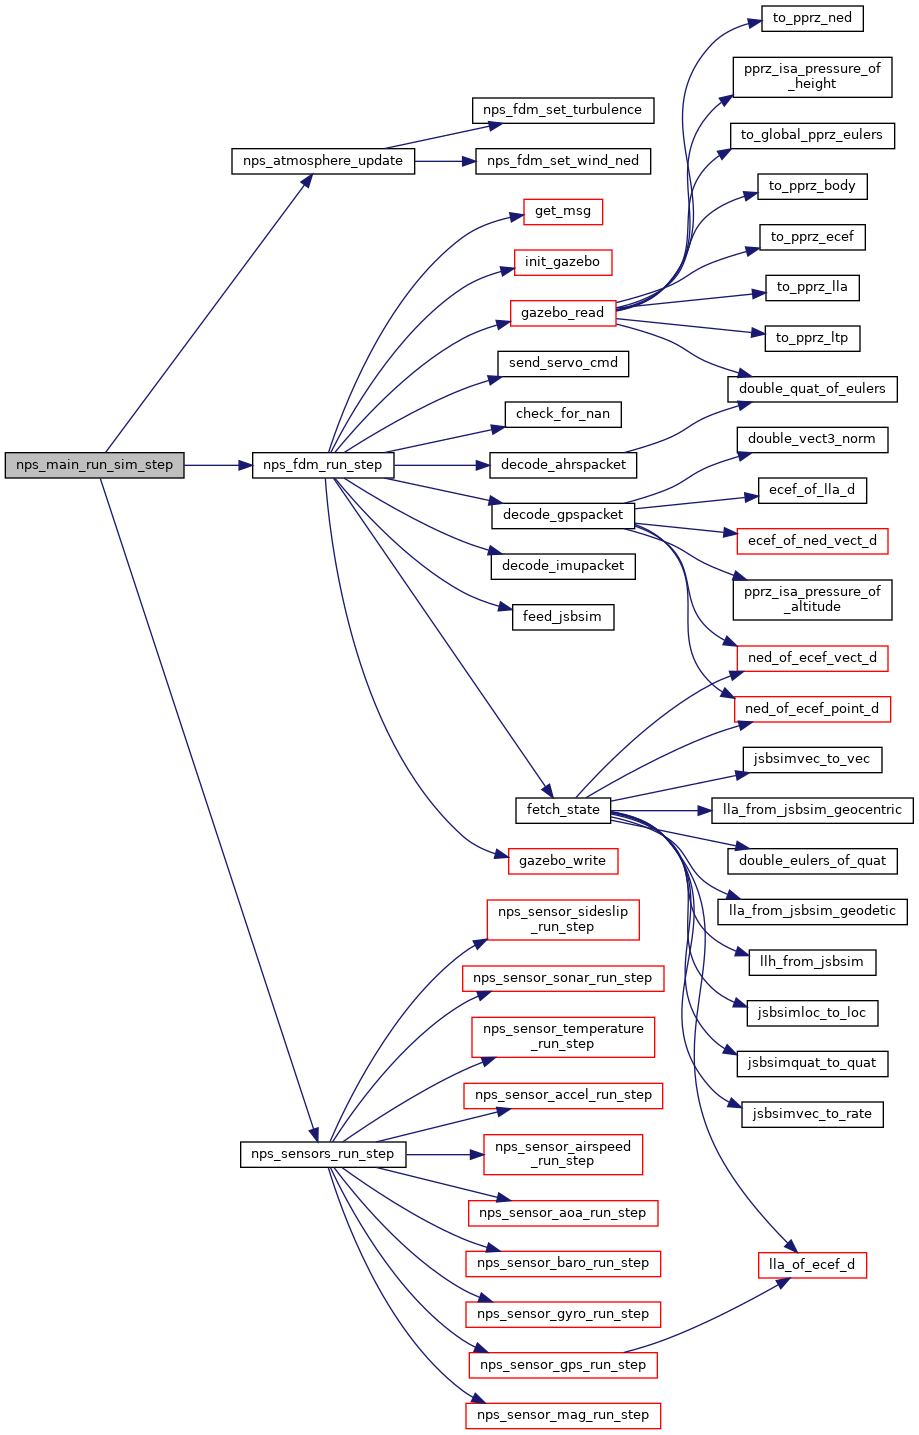 to_pprz_ned
pprz_isa_pressure_of
_height
nps_fdm_set_turbulence
to_global_pprz_eulers
nps_atmosphere_update
nps_fdm_set_wind_ned
to_pprz_body
get_msg
to_pprz_ecef
init_gazebo
to_pprz_lla
gazebo_read
to_pprz_ltp
send_servo_cmd
double_quat_of_eulers
check_for_nan
double_vect3_norm
nps_main_run_sim_step
nps_fdm_run_step
decode_ahrspacket
ecef_of_lla_d
decode_gpspacket
ecef_of_ned_vect_d
decode_imupacket
pprz_isa_pressure_of
_altitude
feed_jsbsim
ned_of_ecef_vect_d
ned_of_ecef_point_d
jsbsimvec_to_vec
fetch_state
lla_from_jsbsim_geocentric
gazebo_write
double_eulers_of_quat
nps_sensor_sideslip
_run_step
lla_from_jsbsim_geodetic
llh_from_jsbsim
nps_sensor_sonar_run_step
jsbsimloc_to_loc
nps_sensor_temperature
_run_step
jsbsimquat_to_quat
nps_sensor_accel_run_step
jsbsimvec_to_rate
nps_sensors_run_step
nps_sensor_airspeed
_run_step
nps_sensor_aoa_run_step
nps_sensor_baro_run_step
lla_of_ecef_d
nps_sensor_gyro_run_step
nps_sensor_gps_run_step
nps_sensor_mag_run_step